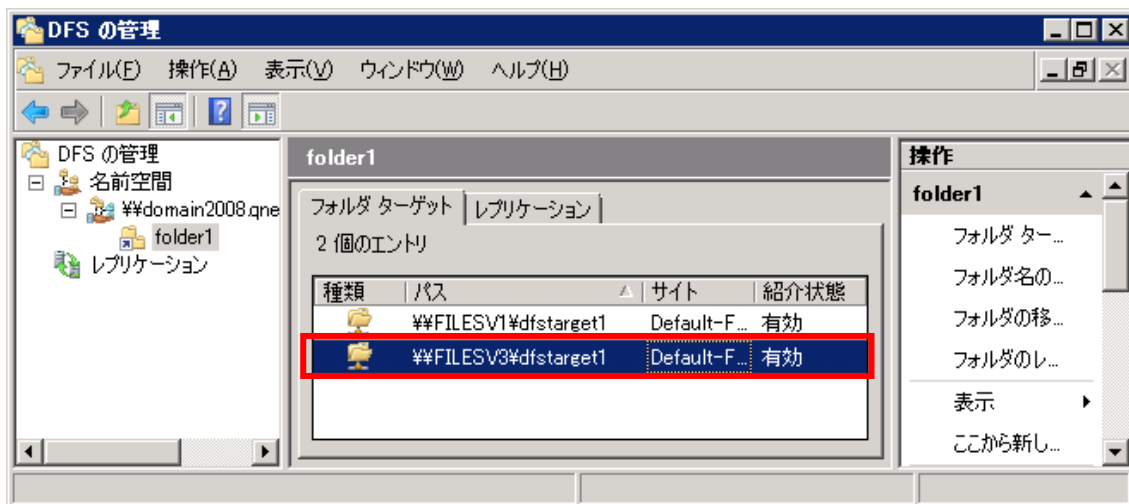 DFS の管理
ファイル(F) 操作(A) 表示(V) ウィンドウ(W) ヘルプ(H)
DFS の管理
名前空間
¥¥domain2008.qne
folder1
レプリケーション
folder1
フォルダ ターゲット
レプリケーション
2 個のエントリ
種類 パス サイト 紹介状態
¥¥FILESV1¥dfstarget1 Default-F... 有効
¥¥FILESV3¥dfstarget1 Default-F... 有効
操作
folder1
フォルダ ター...
フォルダ名の...
フォルダの移...
フォルダのレ...
表示
ここから新し...